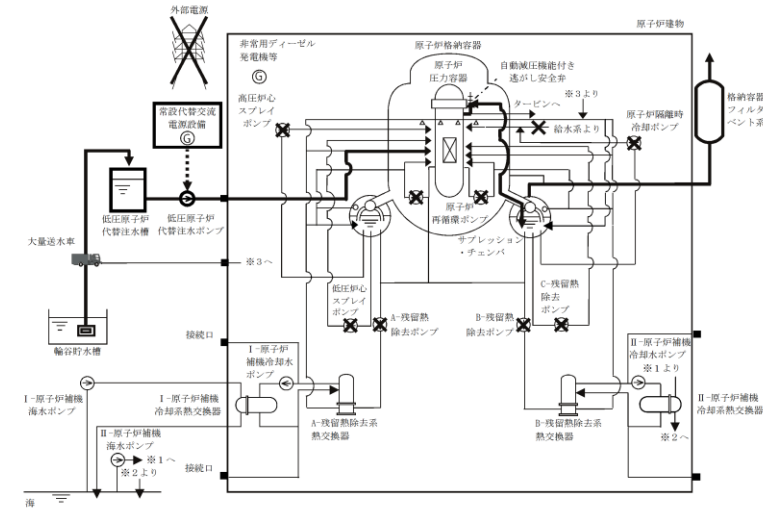 外部電源
原子炉建物
非常用ディーゼル
発電機等
G
原子炉格納容器
原子炉
圧力容器
自動減圧機能付き
逃がし安全弁
※3より
タービンへ
給水系より
原子炉隔離時
冷却ポンプ
格納容器
フィルタ
ベント系
高圧炉心
スプレイ
ポンプ
常設代替交流
電源設備
G
低圧原子炉
代替注水槽
低圧原子炉
代替注水ポンプ
原子炉
再循環ポンプ
サプレッション
・チェンバ
大量送水車
※3へ
低圧炉心
スプレイ
ポンプ
A-残留熱
除去ポンプ
B-残留熱
除去ポンプ
C-残留熱
除去
ポンプ
輪谷貯水槽
接続口
Ⅰ-原子炉
補機冷却水
ポンプ
Ⅱ-原子炉補機
冷却水ポンプ
※1より
Ⅰ-原子炉補機
海水ポンプ
Ⅰ-原子炉補機
冷却系熱交換器
A-残留熱除去系
熱交換器
B-残留熱除去系
熱交換器
Ⅱ-原子炉補機
冷却系熱交換器
※2へ
Ⅱ-原子炉補機
海水ポンプ
※1へ
※2より
接続口
海